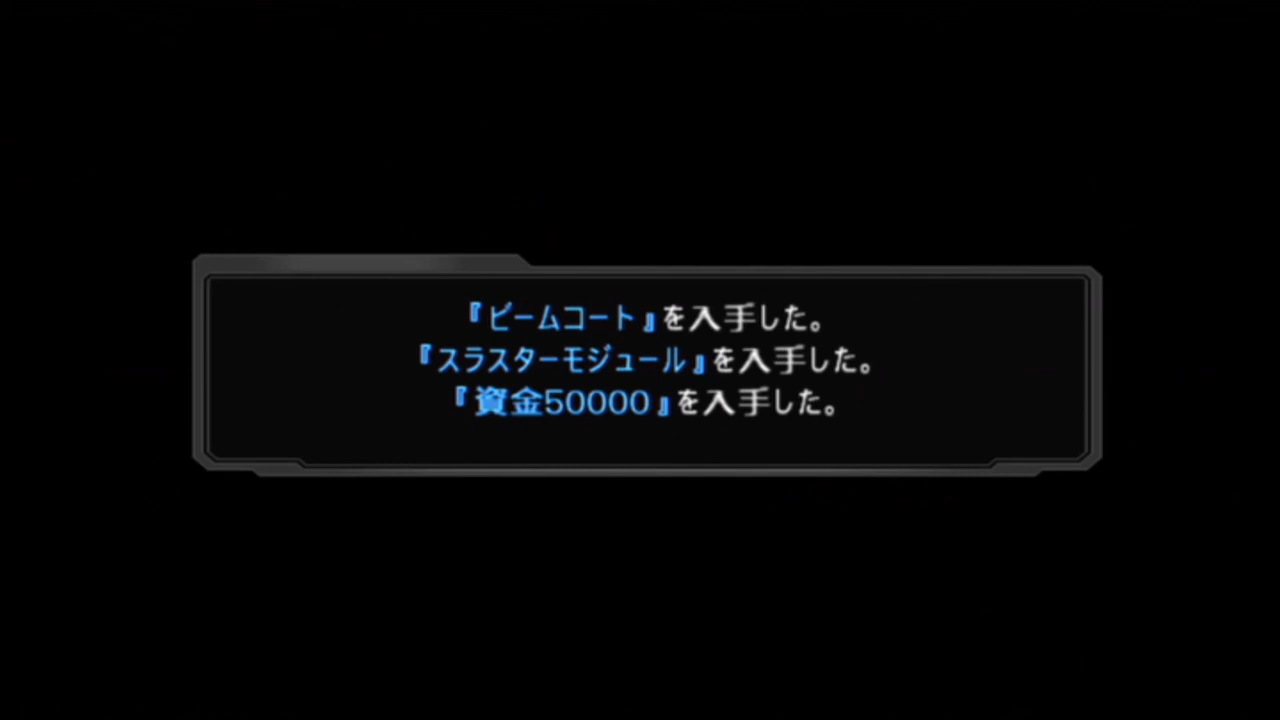 『ビームコート』を入手した。
『スラスターモジュール』を入手した。
『資金50000』を入手した。